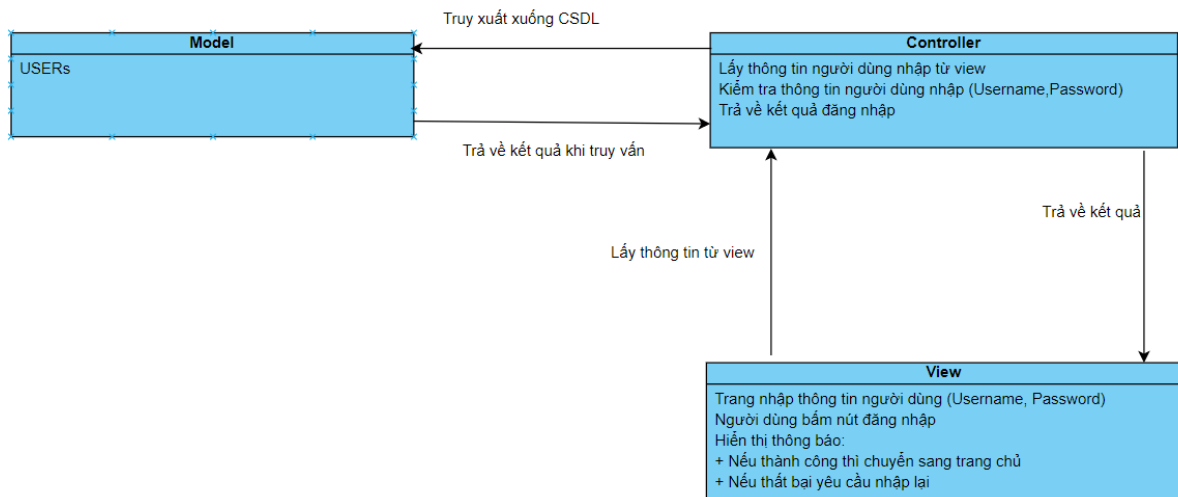 Truy xuất xuống CSDL
Model
USERs
Controller
Lấy thông tin người dùng nhập từ view
Kiểm tra thông tin người dùng nhập (Username,Password)
Trả về kết quả đăng nhập
Trả về kết quả khi truy vấn
Trả về kết quả
Lấy thông tin từ view
View
Trang nhập thông tin người dùng (Username, Password)
Người dùng bấm nút đăng nhập
Hiển thị thông báo:
+ Nếu thành công thì chuyển sang trang chủ
+ Nếu thất bại yêu cầu nhập lại